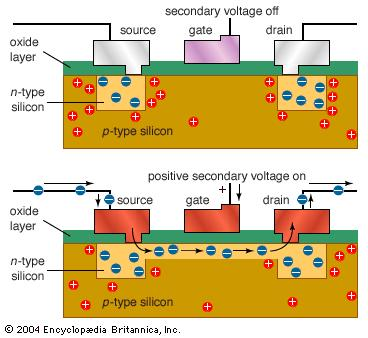 secondary voltage off
source
gate
drain
oxide
layer
n-type
silicon
p-type silicon
positive secondary voltage on
source
gate
drain
oxide
layer
n-type
silicon
p-type silicon
© 2004 Encyclopædia Britannica, Inc.